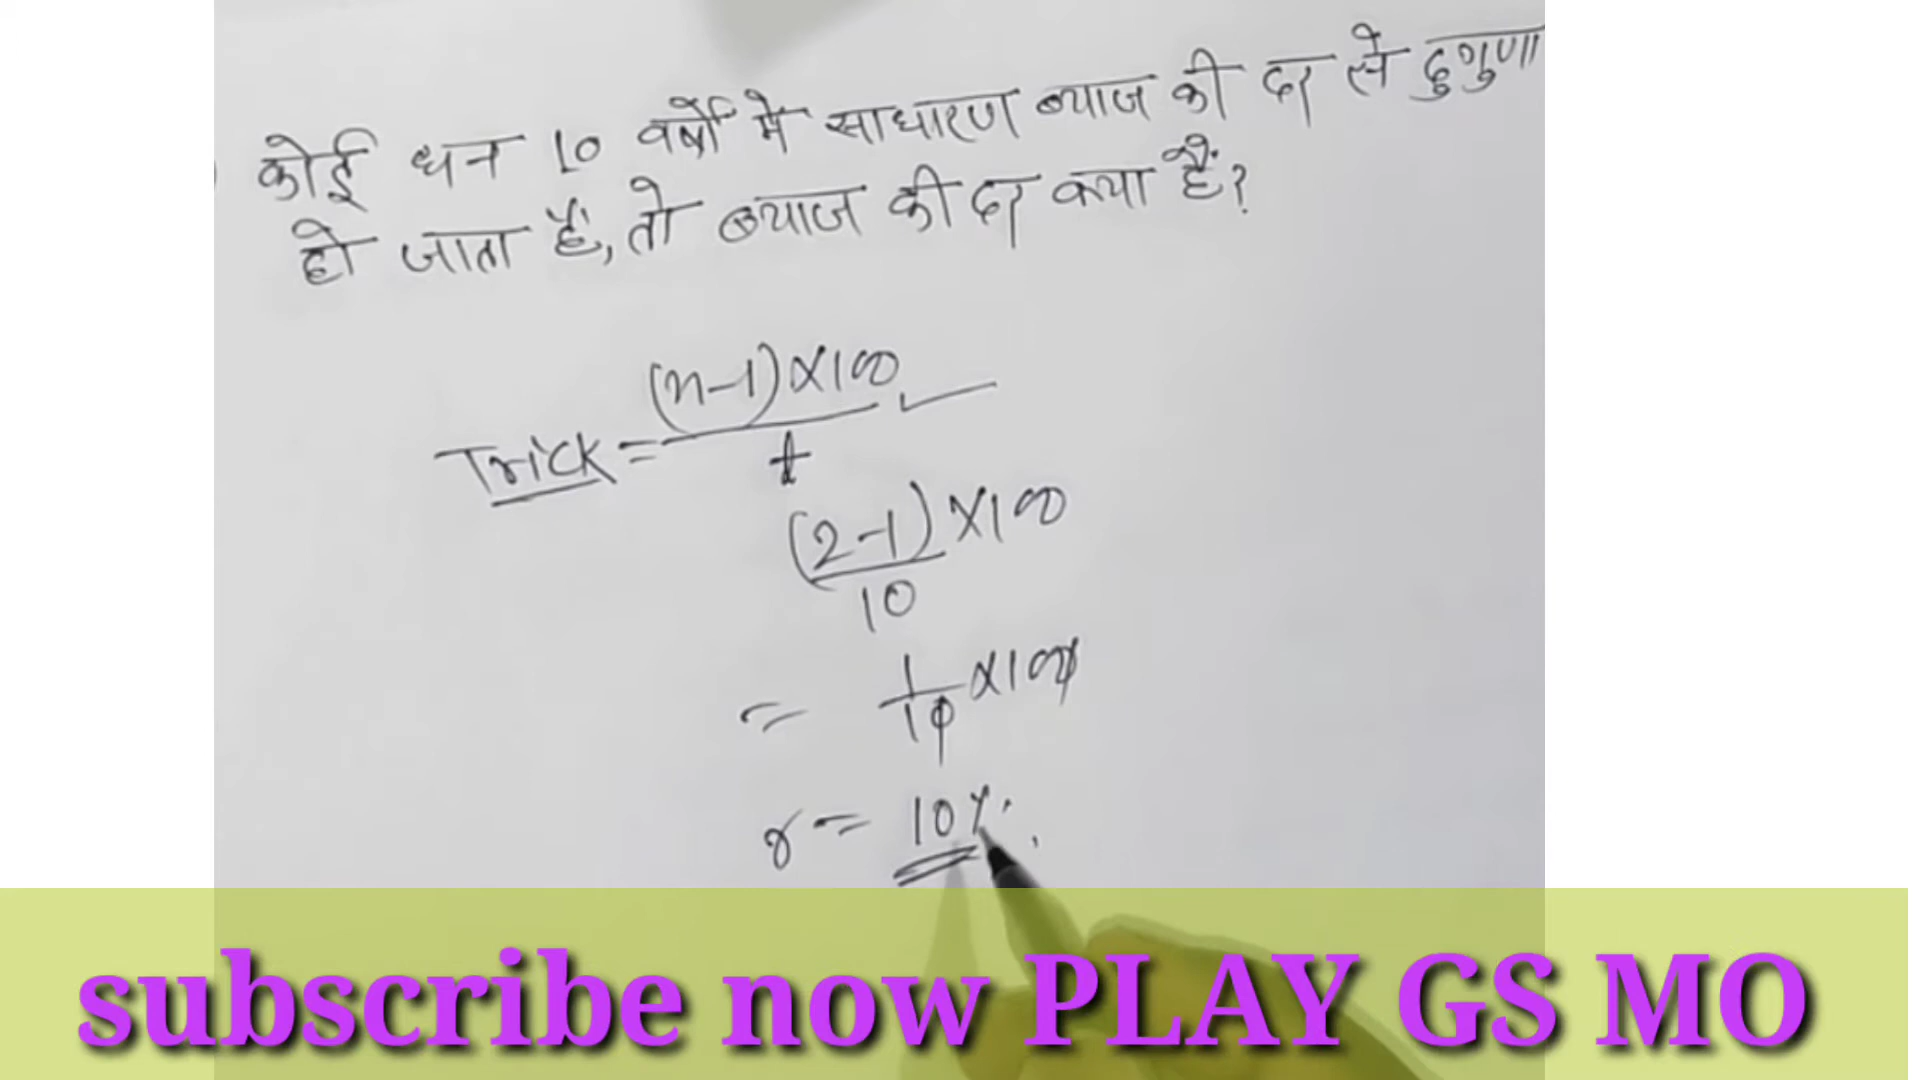 कोई धन 10 वर्षों में साधारण ब्याज की दर से दुगुणा
हो जाता हैं, तो ब्याज की दर क्या हैं?
Trick = (n-1)×100 / t
(2-1)×100 / 10
= 1/10 ×100
r = 10%
subscribe now PLAY GS MO